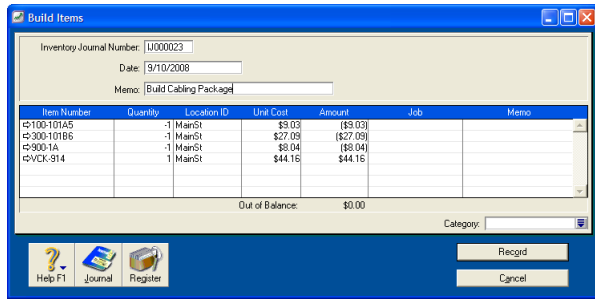 Build Items
Inventory Journal Number: IJ000023
Date: 9/10/2008
Memo: Build Cabling Package
Item Number Quantity Location ID Unit Cost Amount Job Memo
100-101A5 -1 MainSt $9.03 ($9.03)
300-101B6 -1 MainSt $27.09 ($27.09)
900-1A -1 MainSt $8.04 ($8.04)
VCK-914 1 MainSt $44.16 $44.16
Out of Balance: $0.00
Category:
Help F1 Journal Register
Record
Cancel